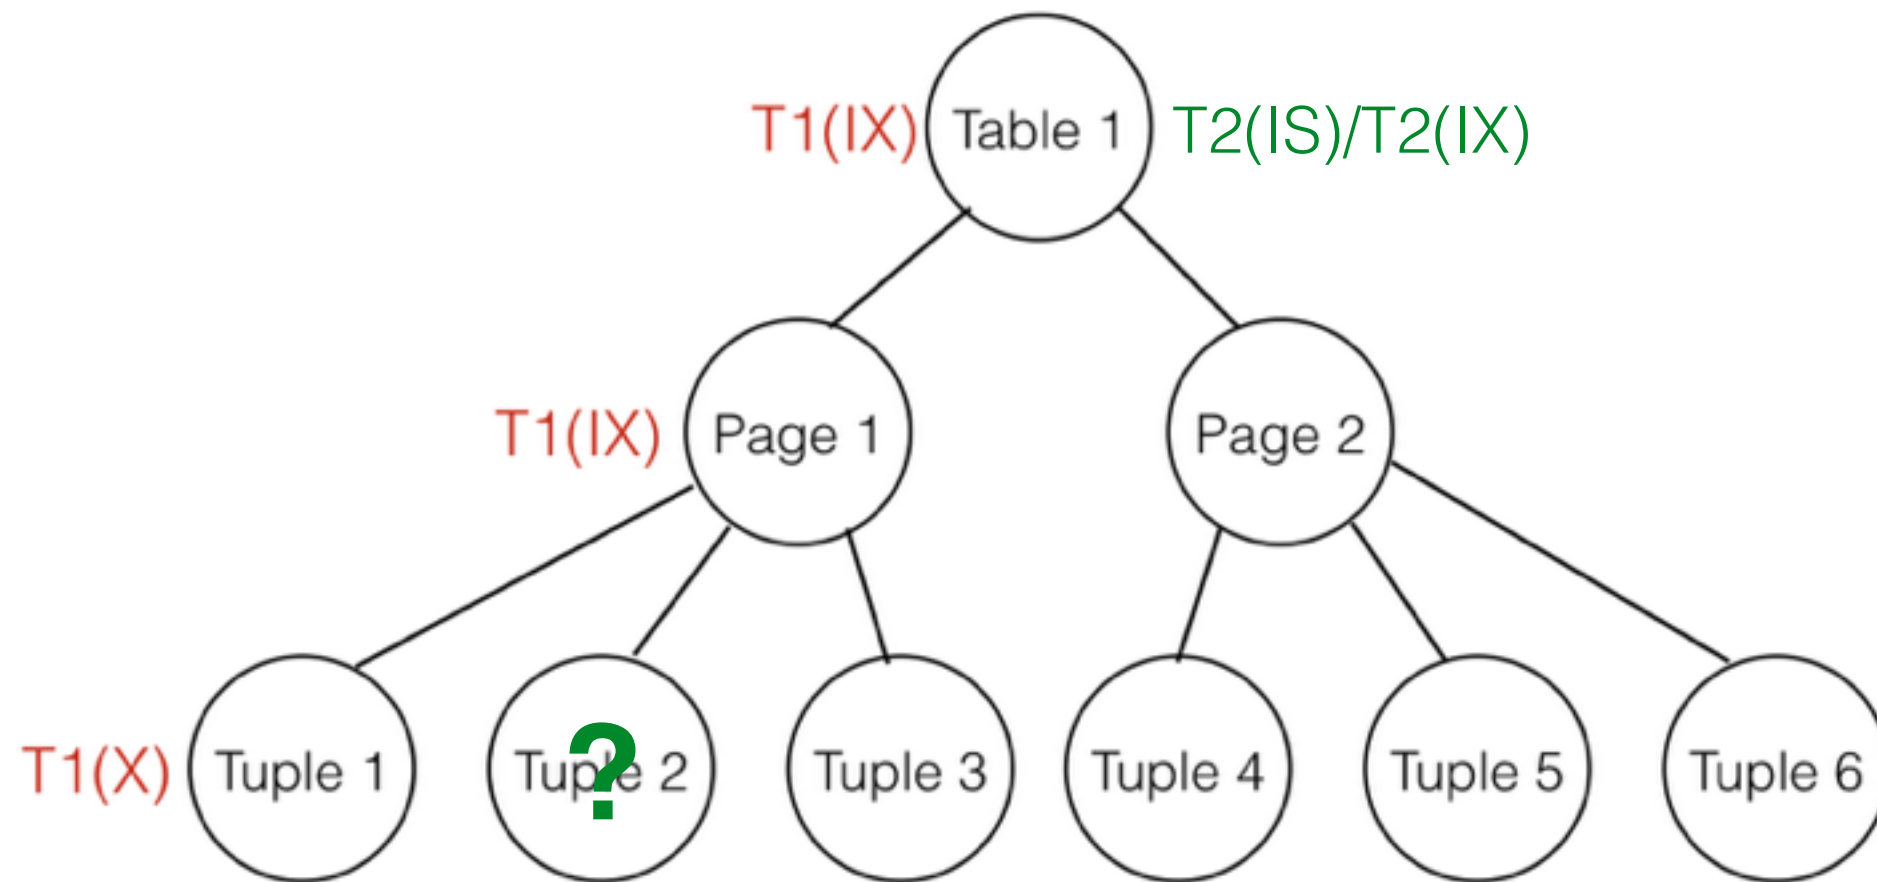 T1(IX) Table 1 T2(IS)/T2(IX)
T1(IX) Page 1 Page 2
T1(X) Tuple 1 Tuple 2 Tuple 3 Tuple 4 Tuple 5 Tuple 6
?